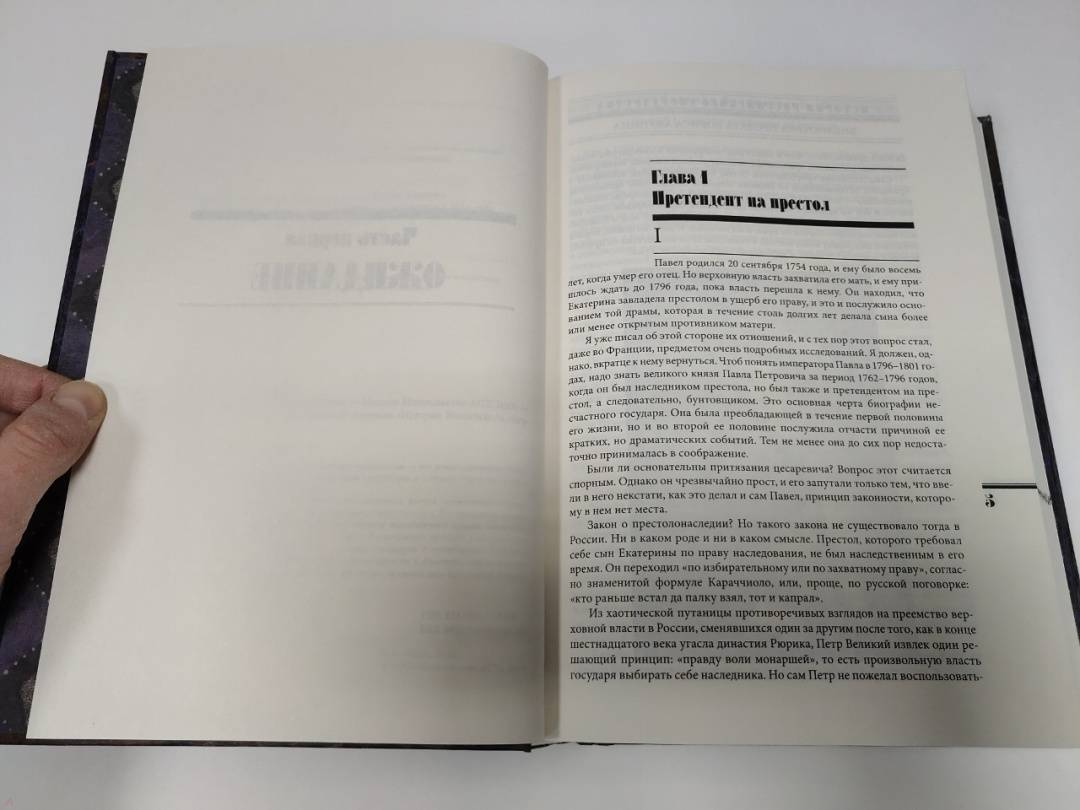 Часть первая
ОЖИДАНИЕ
Глава 1
Претендент на престол
I
Павел родился 20 сентября 1754 года, и ему было восемь
лет, когда умер его отец. Но верховную власть захватила его мать, и ему при-
шлось ждать до 1796 года, пока власть перешла к нему. Он находил, что
Екатерина завладела престолом в ущерб его праву, и это и послужило осно-
ванием той драмы, которая в течение столь долгих лет делала сына более
или менее открытым противником матери.
Я уже писал об этой стороне их отношений, и с тех пор этот вопрос стал,
даже во Франции, предметом очень подробных исследований. Я должен, од-
нако, вкратце к нему вернуться. Чтоб понять императора Павла в 1796–1801 го-
дах, надо знать великого князя Павла Петровича за период 1762–1796 годов,
когда он был наследником престола, но был также и претендентом на пре-
стол, а следовательно, бунтовщиком. Это основная черта биографии не-
счастного государя. Она была преобладающей в течение первой половины
его жизни, но и во второй ее половине послужила отчасти причиной ее
кратких, но драматических событий. Тем не менее она до сих пор недоста-
точно принималась в соображение.
Были ли основательны притязания цесаревича? Вопрос этот считается
спорным. Однако он чрезвычайно прост, и его запутали только тем, что вве-
ли в него некстати, как это делал и сам Павел, принцип законности, которо-
му в нем нет места.
Закон о престолонаследии? Но такого закона не существовало тогда в
России. Ни в каком роде и ни в каком смысле. Престол, которого требовал
себе сын Екатерины по праву наследования, не был наследственным в его
время. Он переходил «по избирательному или по захватному праву», соглас-
но знаменитой формуле Караччиоло, или, проще, по русской поговорке:
«кто раньше встал да палку взял, тот и капрал».
Из хаотической путаницы противоречивых взглядов на преемство вер-
ховной власти в России, сменявшихся один за другим после того, как в конце
шестнадцатого века угасла династия Рюрика, Петр Великий извлек один ре-
шающий принцип: «правду воли монаршей», то есть произвольную власть
государя выбирать себе наследника. Но сам Петр не пожелал воспользовать-
5